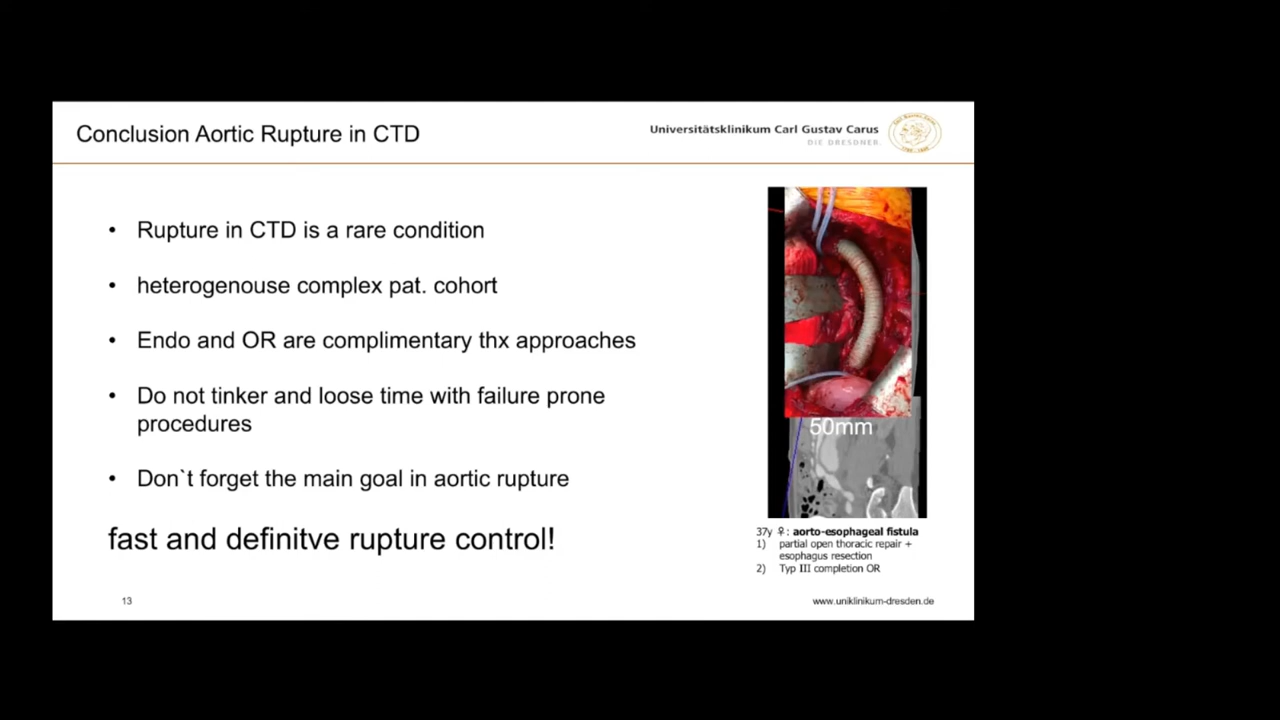 Conclusion Aortic Rupture in CTD
Universitätsklinikum Carl Gustav Carus
DIE DRESDNER.
• Rupture in CTD is a rare condition
• heterogenouse complex pat. cohort
• Endo and OR are complimentary thx approaches
• Do not tinker and loose time with failure prone
procedures
• Don`t forget the main goal in aortic rupture
fast and definitve rupture control!
50mm
37y ♀: aorto-esophageal fistula
1) partial open thoracic repair +
esophagus resection
2) Typ III completion OR
13
www.uniklinikum-dresden.de